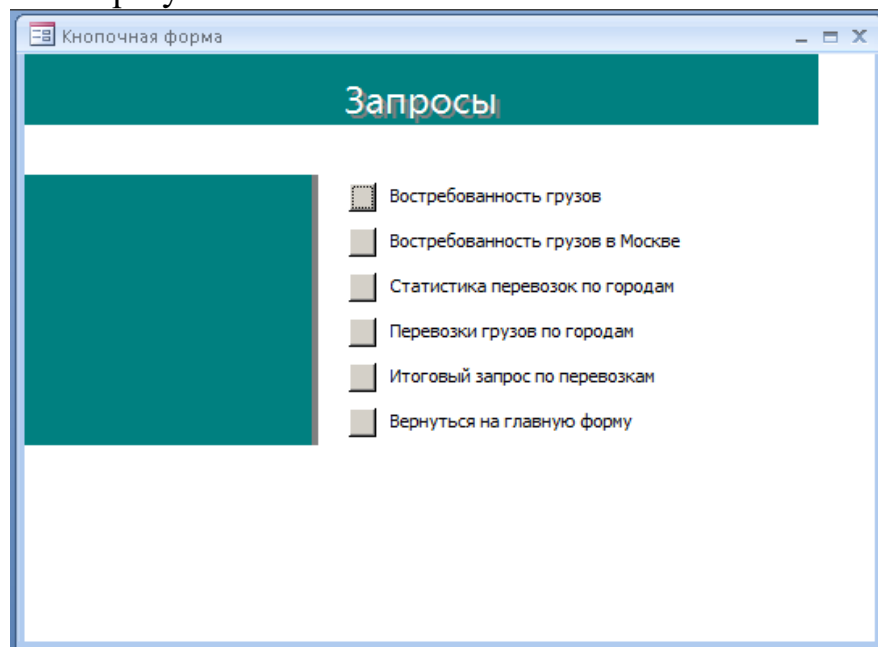 Кнопочная форма
Запросы
Востребованность грузов
Востребованность грузов в Москве
Статистика перевозок по городам
Перевозки грузов по городам
Итоговый запрос по перевозкам
Вернуться на главную форму